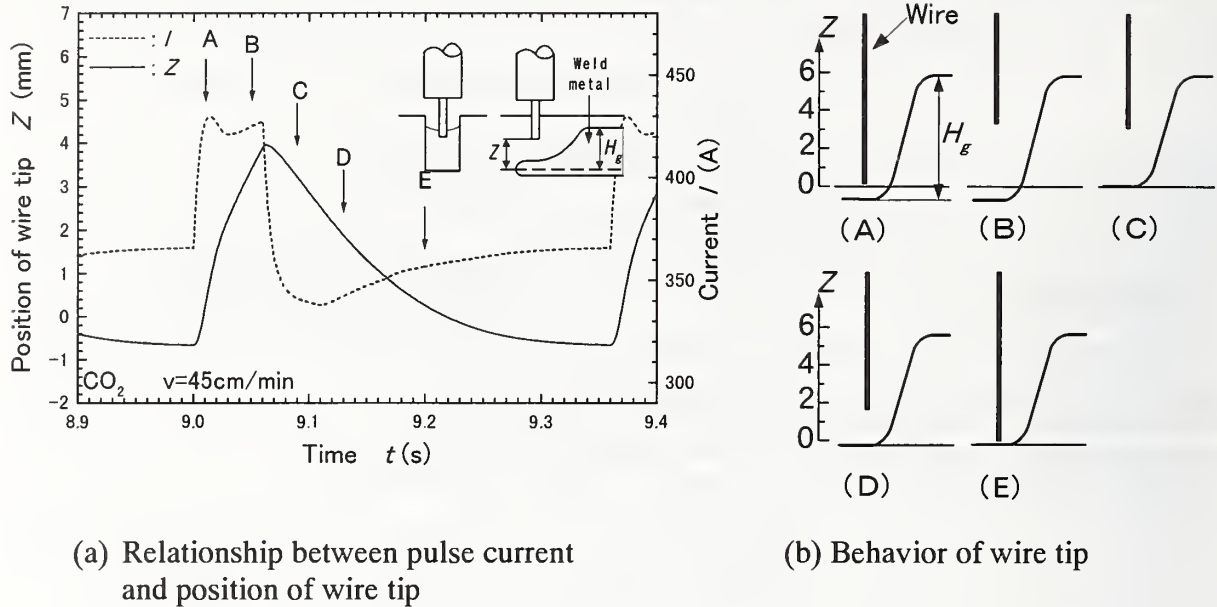 7
6
5
4
3
2
1
0
-1
-2
Position of wire tip Z (mm)
: I
: Z
A
B
C
D
E
Weld
metal
Z
Hg
CO2 v=45cm/min
450
400
350
300
Current I (A)
8.9 9.0 9.1 9.2 9.3 9.4
Time t (s)
(a) Relationship between pulse current
and position of wire tip
Z
Wire
6
4
2
0
Hg
(A) (B) (C)
Z
6
4
2
0
(D) (E)
(b) Behavior of wire tip